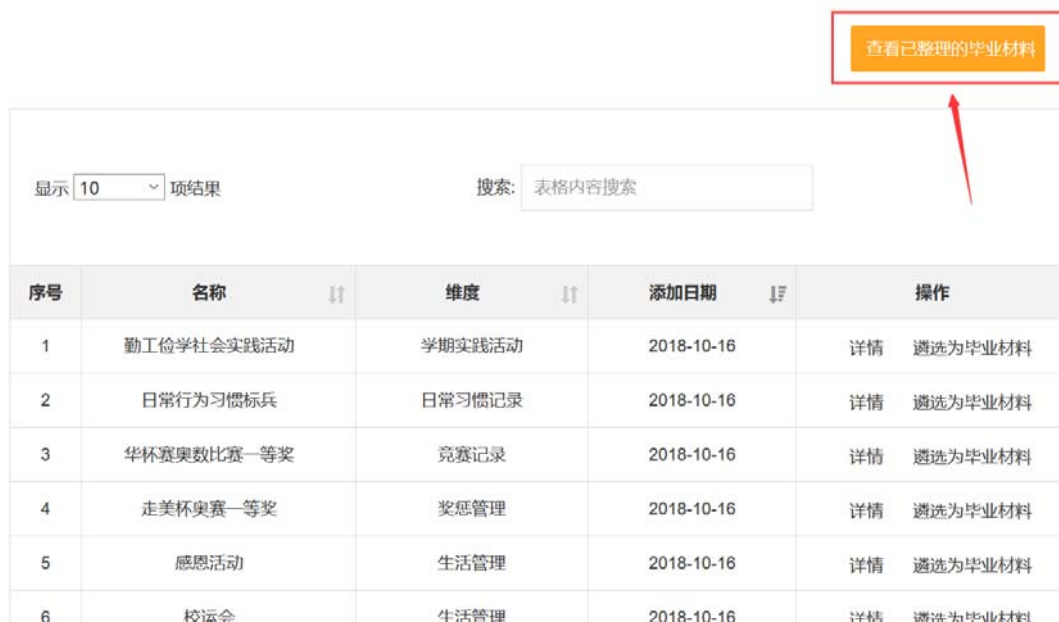 查看已整理的毕业材料
显示 10 项结果 搜索: 表格内容搜索
序号 名称 维度 添加日期 操作
1 勤工俭学社会实践活动 学期实践活动 2018-10-16 详情 遴选为毕业材料
2 日常行为习惯标兵 日常习惯记录 2018-10-16 详情 遴选为毕业材料
3 华杯赛奥数比赛一等奖 竞赛记录 2018-10-16 详情 遴选为毕业材料
4 走美杯奥赛一等奖 奖惩管理 2018-10-16 详情 遴选为毕业材料
5 感恩活动 生活管理 2018-10-16 详情 遴选为毕业材料
6 校运会 生活管理 2018-10-16 详情 遴选为毕业材料